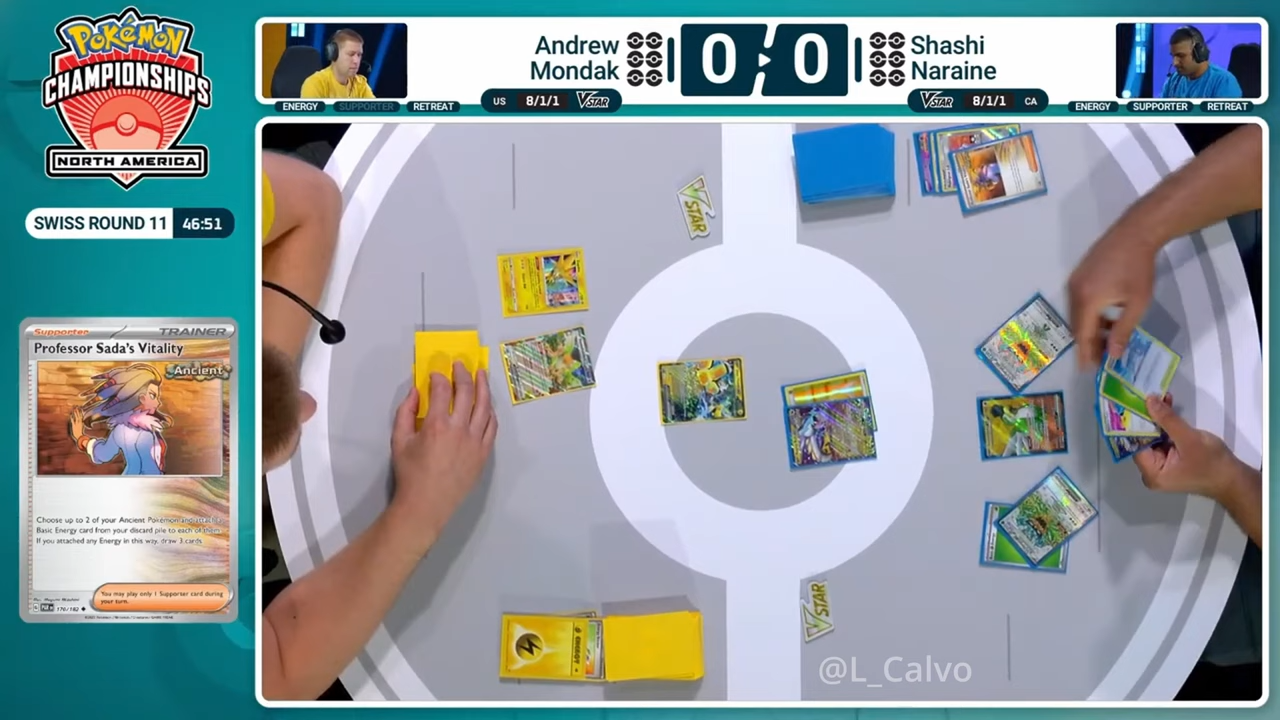 POKÉMON
CHAMPIONSHIPS
NORTH AMERICA
SWISS ROUND 11 46:51
Andrew
Mondak
0 0
Shashi
Naraine
US 8/1/1 VSTAR
VSTAR 8/1/1 CA
ENERGY SUPPORTER RETREAT
ENERGY SUPPORTER RETREAT
Supporter TRAINER
Professor Sada's Vitality
Ancient
Choose up to 2 of your Ancient Pokémon and attach a
Basic Energy card from your discard pile to each of them.
If you attached any Energy in this way, draw 3 cards.
You may play only 1 Supporter card during
your turn.
170/182
VSTAR
VSTAR
ENERGY
@L_Calvo